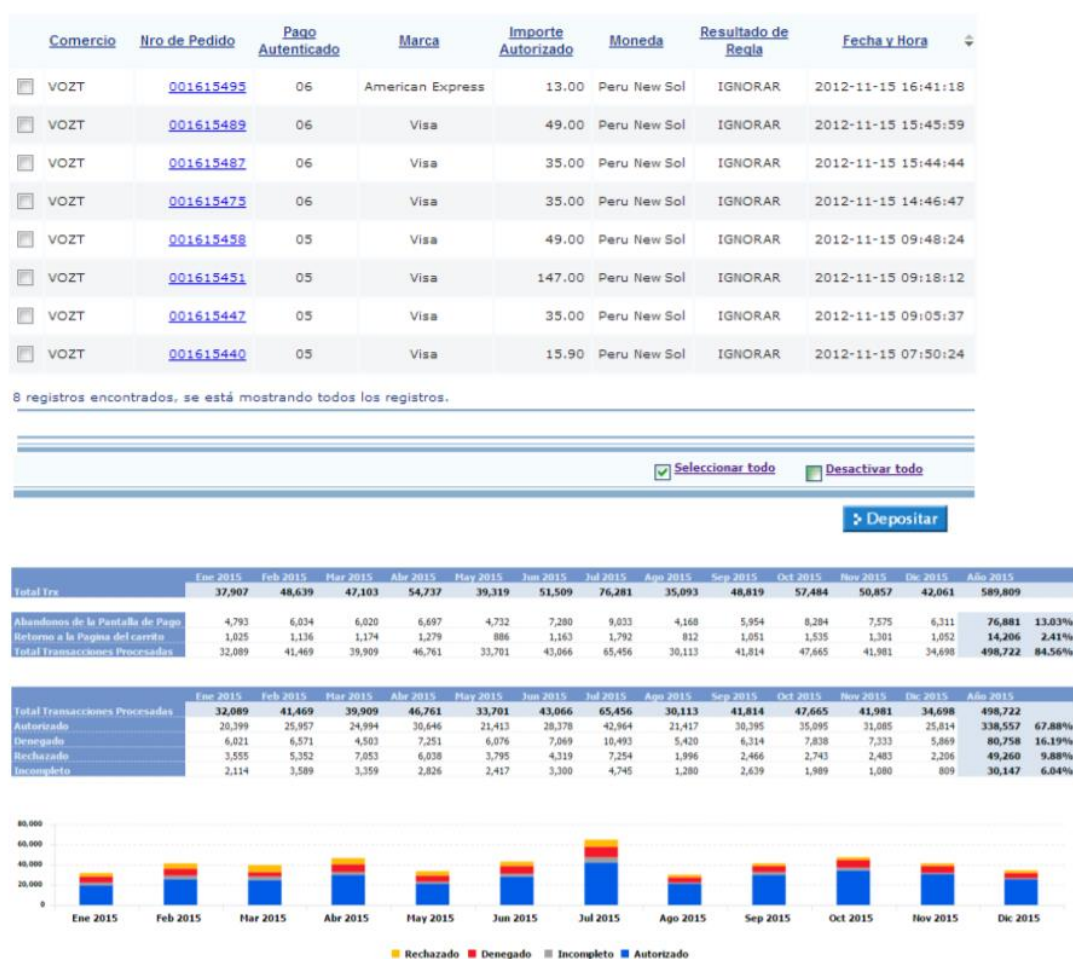 Comercio Nro de Pedido Pago Autenticado Marca Importe Autorizado Moneda Resultado de Regla Fecha y Hora
VOZT 001615495 06 American Express 13.00 Peru New Sol IGNORAR 2012-11-15 16:41:18
VOZT 001615489 06 Visa 49.00 Peru New Sol IGNORAR 2012-11-15 15:45:59
VOZT 001615487 06 Visa 35.00 Peru New Sol IGNORAR 2012-11-15 15:44:44
VOZT 001615475 06 Visa 35.00 Peru New Sol IGNORAR 2012-11-15 14:46:47
VOZT 001615458 05 Visa 49.00 Peru New Sol IGNORAR 2012-11-15 09:48:24
VOZT 001615451 05 Visa 147.00 Peru New Sol IGNORAR 2012-11-15 09:18:12
VOZT 001615447 05 Visa 35.00 Peru New Sol IGNORAR 2012-11-15 09:05:37
VOZT 001615440 05 Visa 15.90 Peru New Sol IGNORAR 2012-11-15 07:50:24
8 registros encontrados, se está mostrando todos los registros.
Seleccionar todo Desactivar todo
Depositar
Ene 2015 Feb 2015 Mar 2015 Abr 2015 May 2015 Jun 2015 Jul 2015 Ago 2015 Sep 2015 Oct 2015 Nov 2015 Dic 2015 Año 2015
Total Trx 37,907 48,639 47,103 54,737 39,319 51,509 76,281 35,093 48,819 57,484 50,857 42,061 589,809
Abandonos de la Pantalla de Pago 4,793 6,034 6,020 6,697 4,732 7,280 9,033 4,168 5,954 8,284 7,575 6,311 76,881 13.03%
Retorno a la Pagina del carrito 1,025 1,136 1,174 1,279 886 1,163 1,792 812 1,051 1,535 1,301 1,052 14,206 2.41%
Total Transacciones Procesadas 32,089 41,469 39,909 46,761 33,701 43,066 65,456 30,113 41,814 47,665 41,981 34,698 498,722 84.56%
Ene 2015 Feb 2015 Mar 2015 Abr 2015 May 2015 Jun 2015 Jul 2015 Ago 2015 Sep 2015 Oct 2015 Nov 2015 Dic 2015 Año 2015
Total Transacciones Procesadas 32,089 41,469 39,909 46,761 33,701 43,066 65,456 30,113 41,814 47,665 41,981 34,698 498,722
Autorizado 20,399 25,957 24,994 30,646 21,413 28,378 42,964 21,417 30,395 35,095 31,085 25,814 338,557 67.88%
Denegado 6,021 6,571 4,503 7,251 6,076 7,069 10,493 5,420 6,314 7,838 7,333 5,869 80,758 16.19%
Rechazado 3,555 5,352 7,053 6,038 3,795 4,319 7,254 1,996 2,466 2,743 2,483 2,206 49,260 9.88%
Incompleto 2,114 3,589 3,359 2,826 2,417 3,300 4,745 1,280 2,639 1,989 1,080 809 30,147 6.04%
80,000
60,000
40,000
20,000
0
Ene 2015 Feb 2015 Mar 2015 Abr 2015 May 2015 Jun 2015 Jul 2015 Ago 2015 Sep 2015 Oct 2015 Nov 2015 Dic 2015
Rechazado Denegado Incompleto Autorizado